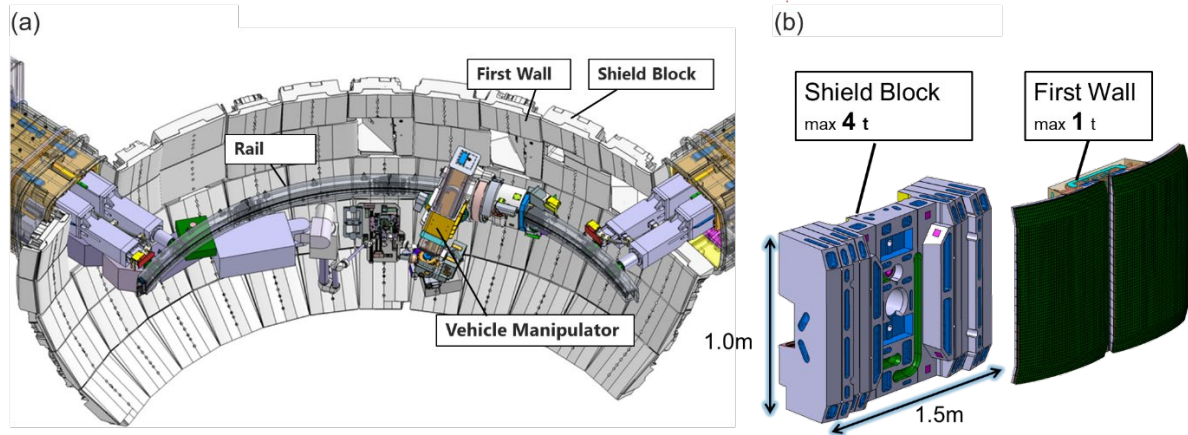 (a)
First Wall
Shield Block
Rail
Vehicle Manipulator
(b)
Shield Block
max 4 t
First Wall
max 1 t
1.0m
1.5m